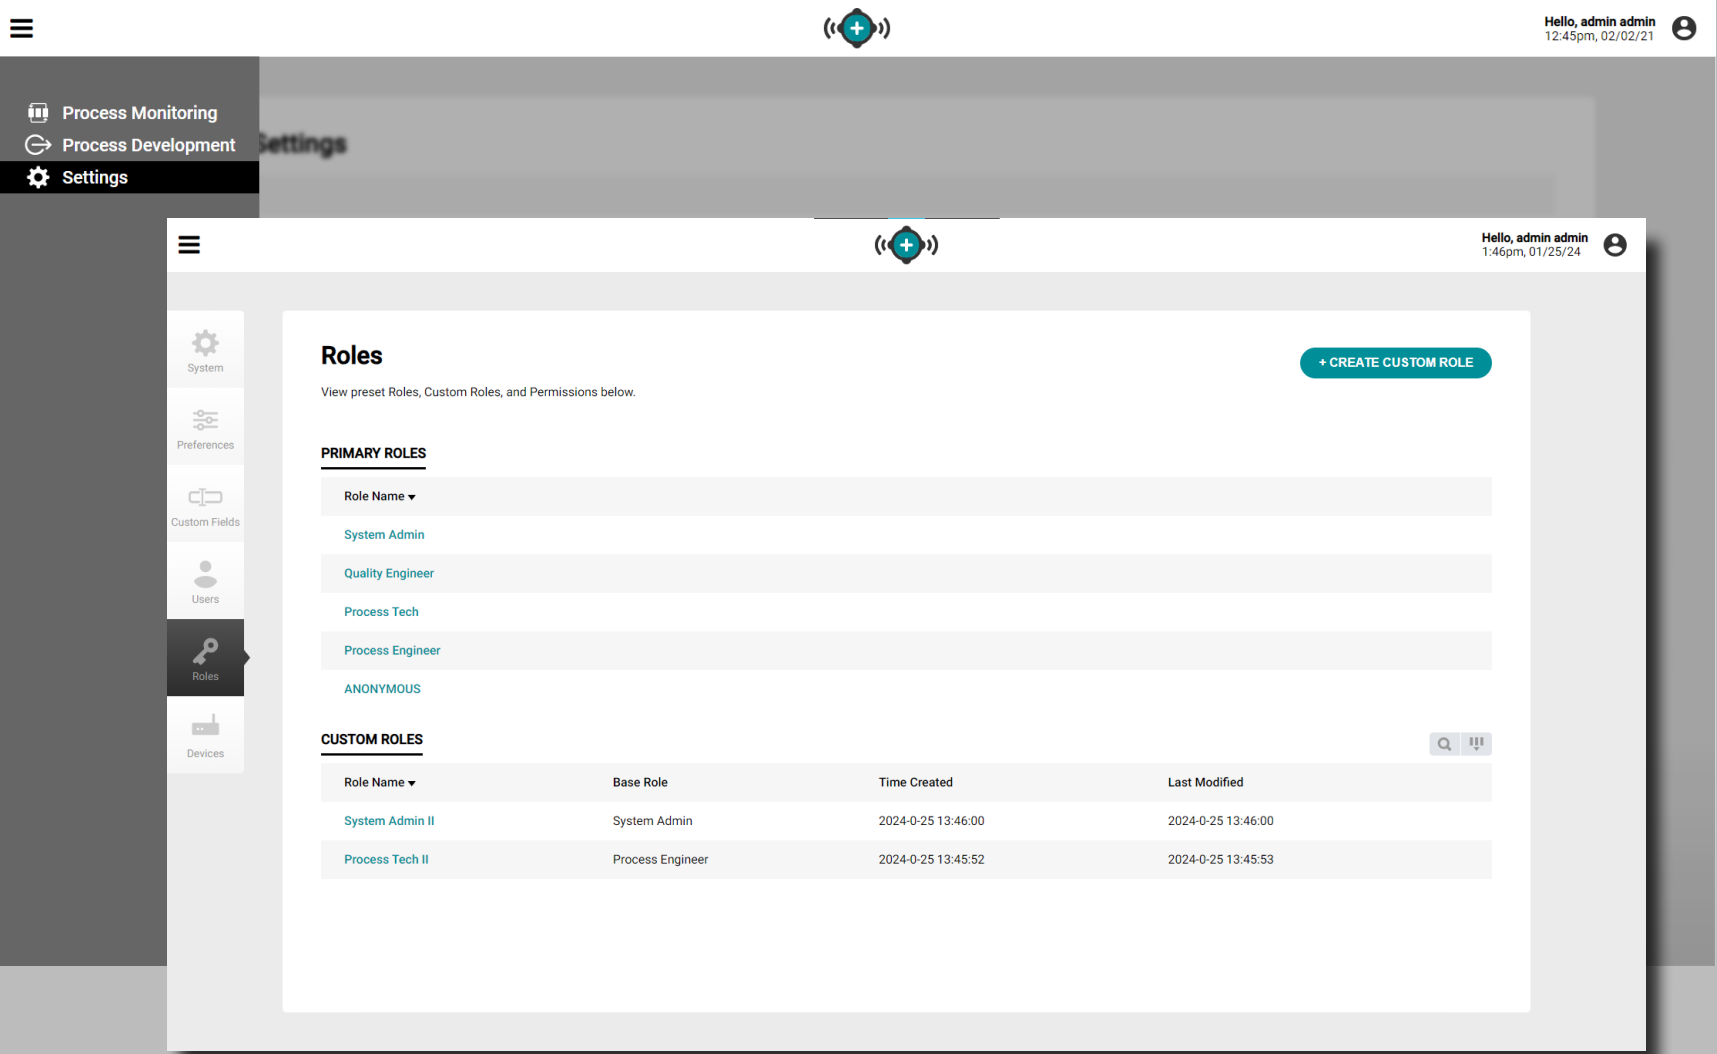 Hello, admin admin
12:45pm, 02/02/21
Process Monitoring
Process Development
Settings
Settings
Hello, admin admin
1:46pm, 01/25/24
System
Preferences
Custom Fields
Users
Roles
Devices
Roles
+ CREATE CUSTOM ROLE
View preset Roles, Custom Roles, and Permissions below.
PRIMARY ROLES
Role Name
System Admin
Quality Engineer
Process Tech
Process Engineer
ANONYMOUS
CUSTOM ROLES
Role Name Base Role Time Created Last Modified
System Admin II System Admin 2024-0-25 13:46:00 2024-0-25 13:46:00
Process Tech II Process Engineer 2024-0-25 13:45:52 2024-0-25 13:45:53